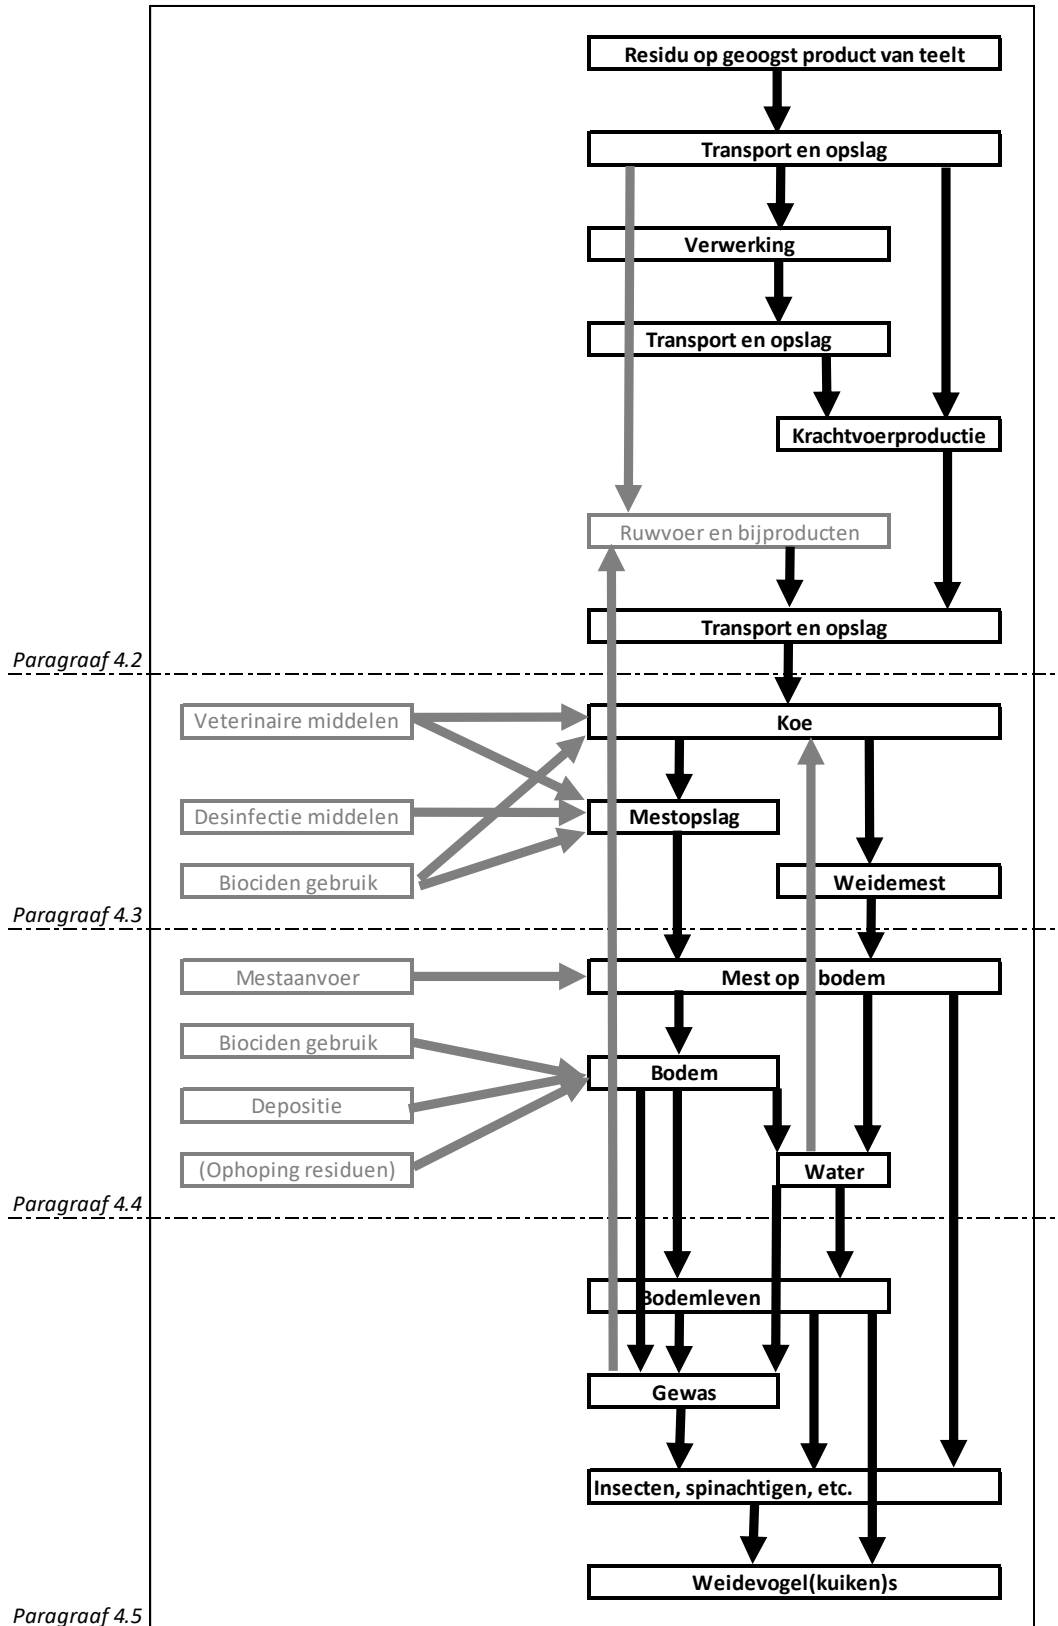 Residu op geoogst product van teelt
Transport en opslag
Verwerking
Transport en opslag
Krachtvoerproductie
Ruwvoer en bijproducten
Transport en opslag
Paragraaf 4.2
Veterinaire middelen
Koe
Desinfectie middelen
Mestopslag
Biociden gebruik
Weidemest
Paragraaf 4.3
Mestaanvoer
Mest op bodem
Biociden gebruik
Bodem
Depositie
(Ophoping residuen)
Water
Paragraaf 4.4
Bodemleven
Gewas
Insecten, spinachtigen, etc.
Weidevogel(kuiken)s
Paragraaf 4.5